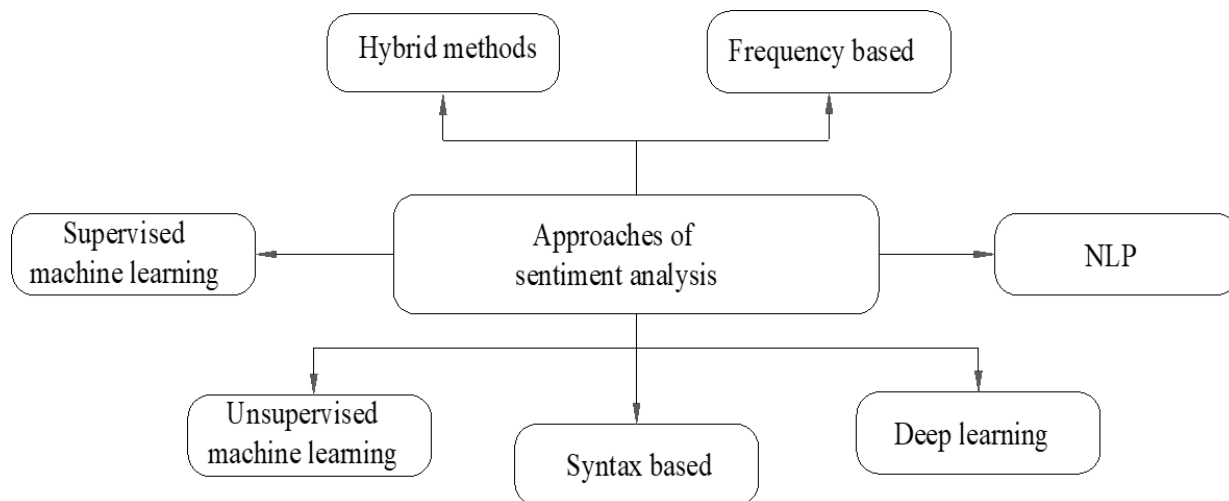 Hybrid methods
Frequency based
Approaches of
sentiment analysis
Supervised
machine learning
NLP
Unsupervised
machine learning
Syntax based
Deep learning